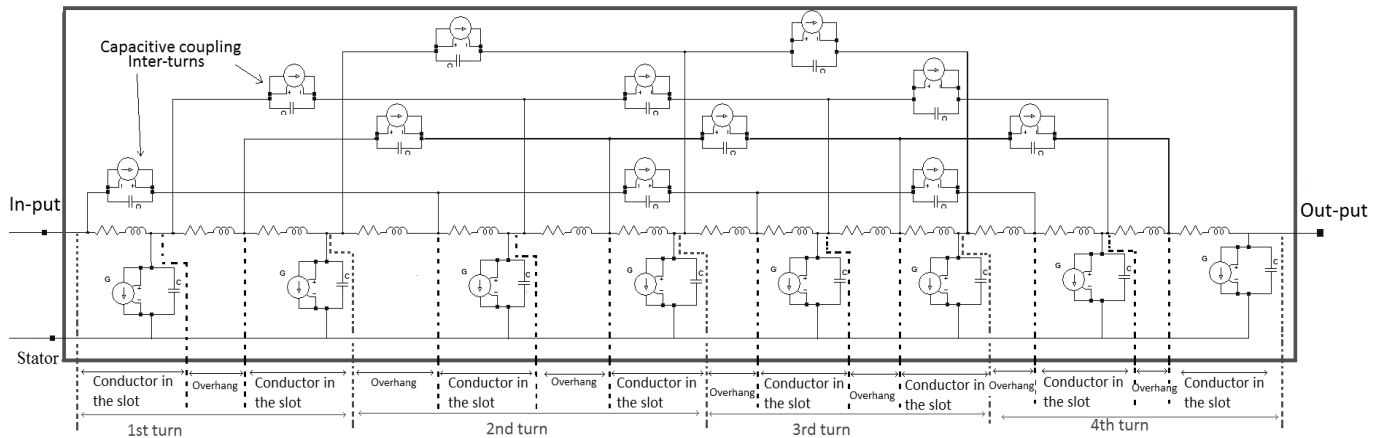 Capacitive coupling
Inter-turns
In-put
Out-put
G
C
G
C
G
C
G
C
G
C
G
C
G
C
G
C
Stator
Conductor in
the slot
Overhang
Conductor in
the slot
Overhang
Conductor in
the slot
Overhang
Conductor in
the slot
Overhang
Conductor in
the slot
Overhang
Conductor in
the slot
Overhang
Conductor in
the slot
Overhang
Conductor in
the slot
1st turn
2nd turn
3rd turn
4th turn